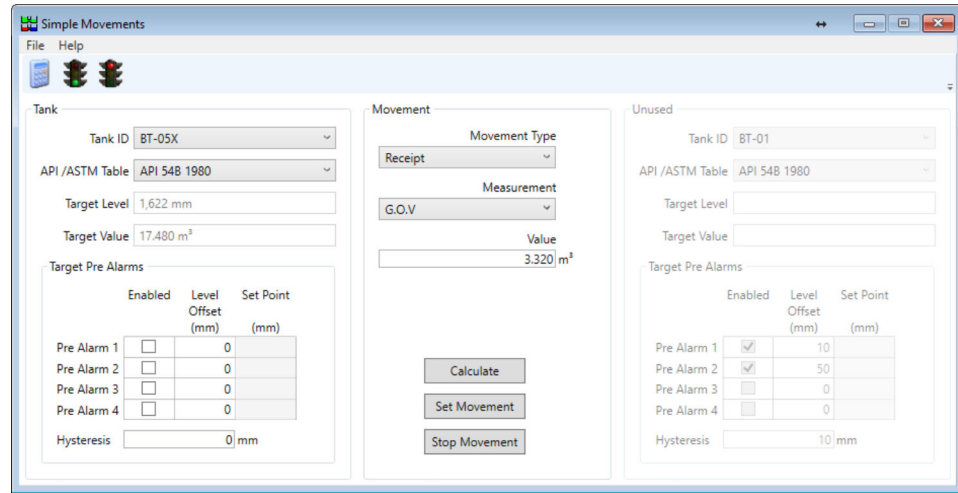 Simple Movements
File Help
Tank
Tank ID BT-05X
API /ASTM Table API 54B 1980
Target Level 1,622 mm
Target Value 17.480 m³
Target Pre Alarms
Enabled Level Offset (mm) Set Point (mm)
Pre Alarm 1 0
Pre Alarm 2 0
Pre Alarm 3 0
Pre Alarm 4 0
Hysteresis 0 mm
Movement
Movement Type
Receipt
Measurement
G.O.V
Value
3.320 m³
Calculate
Set Movement
Stop Movement
Unused
Tank ID BT-01
API /ASTM Table API 54B 1980
Target Level
Target Value
Target Pre Alarms
Enabled Level Offset (mm) Set Point (mm)
Pre Alarm 1 10
Pre Alarm 2 50
Pre Alarm 3 0
Pre Alarm 4 0
Hysteresis 10 mm